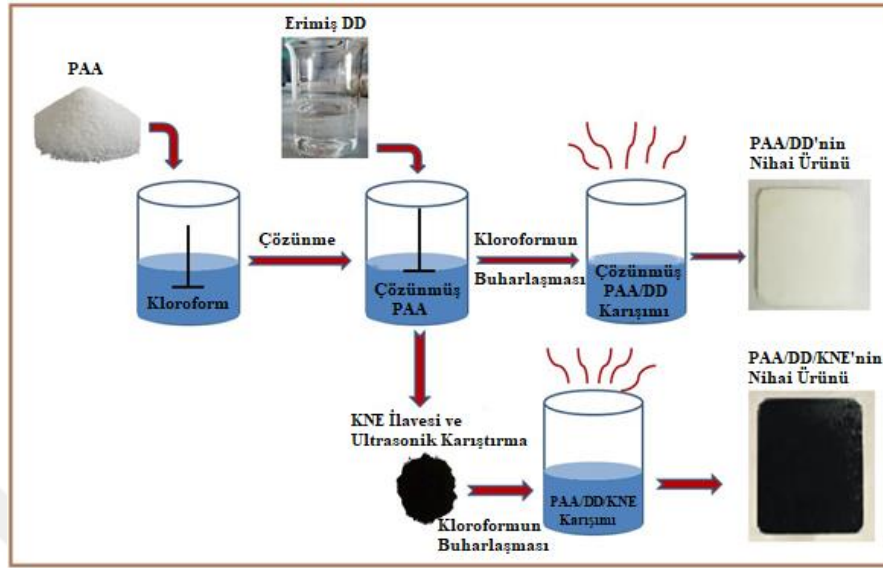 PAA
Erimiş DD
Kloroform
Çözünme
Çözünmüş
PAA
Kloroformun
Buharlaşması
Çözünmüş
PAA/DD
Karışımı
PAA/DD'nin
Nihai Ürünü
KNE İlavesi ve
Ultrasonik Karıştırma
Kloroformun
Buharlaşması
PAA/DD/KNE
Karışımı
PAA/DD/KNE'nin
Nihai Ürünü